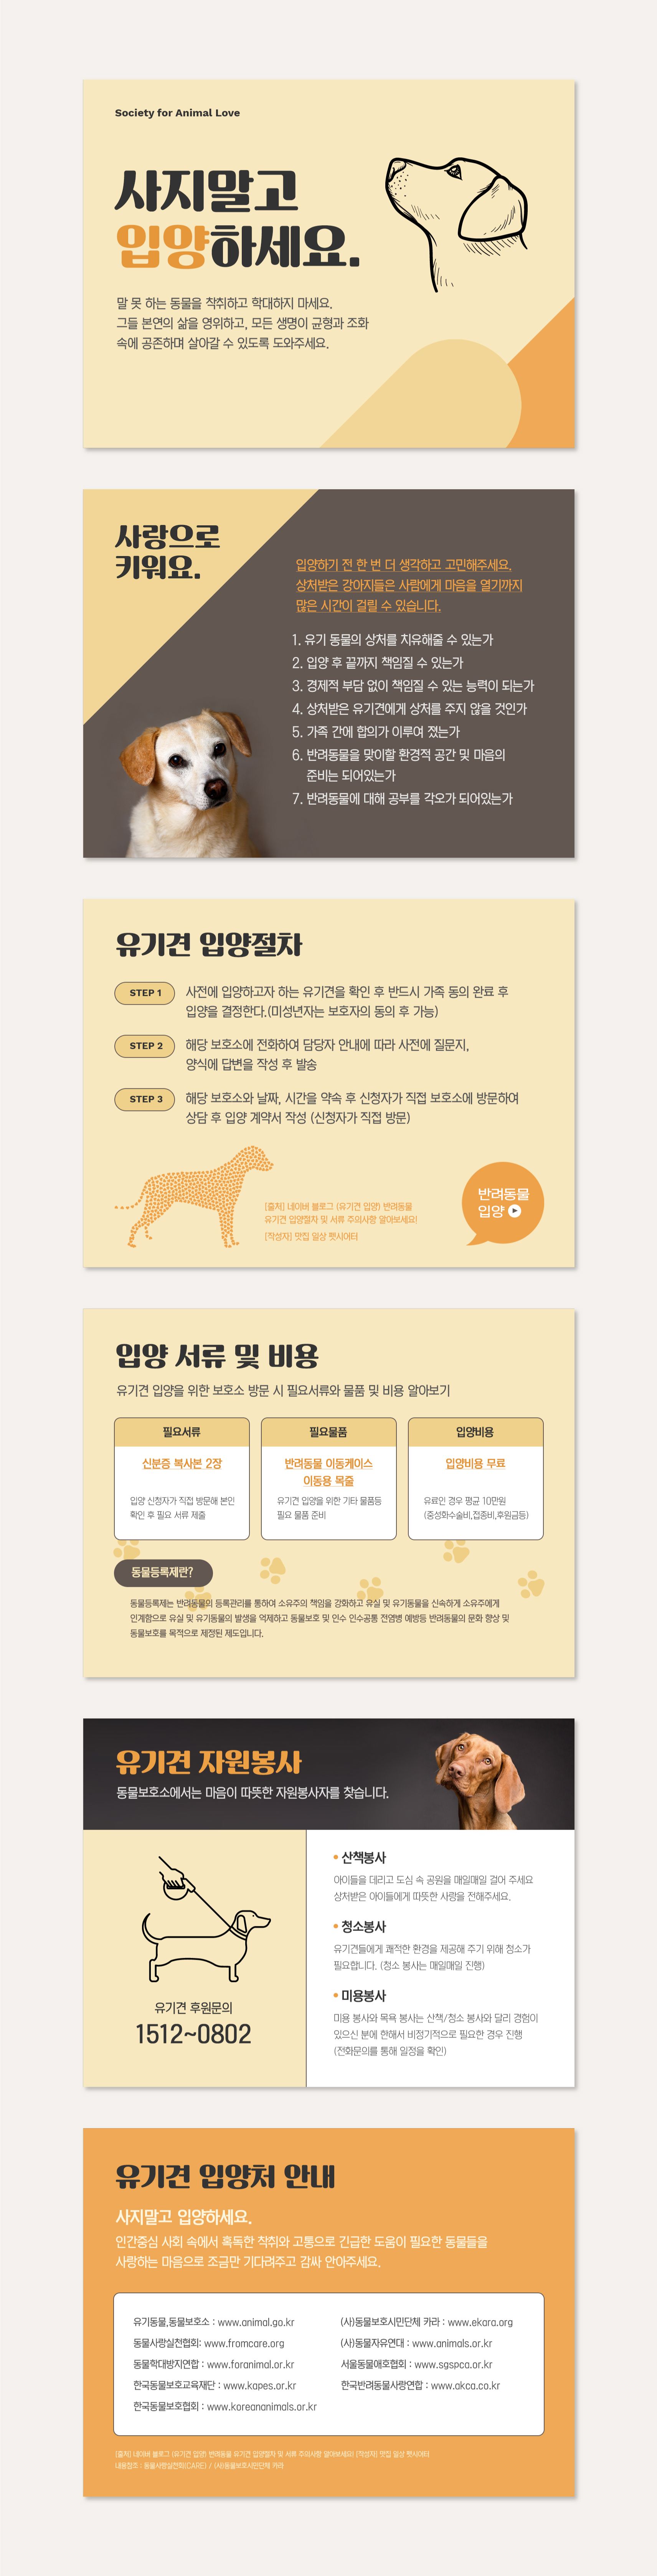 Society for Animal Love
사지말고
입양하세요.
말 못 하는 동물을 착취하고 학대하지 마세요.
그들 본연의 삶을 영위하고, 모든 생명이 균형과 조화
속에 공존하며 살아갈 수 있도록 도와주세요.
사랑으로
키워요.
입양하기 전 한 번 더 생각하고 고민해주세요.
상처받은 강아지들은 사람에게 마음을 열기까지
많은 시간이 걸릴 수 있습니다.
1. 유기 동물의 상처를 치유해줄 수 있는가
2. 입양 후 끝까지 책임질 수 있는가
3. 경제적 부담 없이 책임질 수 있는 능력이 되는가
4. 상처받은 유기견에게 상처를 주지 않을 것인가
5. 가족 간에 합의가 이루여 졌는가
6. 반려동물을 맞이할 환경적 공간 및 마음의
준비는 되어있는가
7. 반려동물에 대해 공부를 각오가 되어있는가
유기견 입양절차
STEP 1
사전에 입양하고자 하는 유기견을 확인 후 반드시 가족 동의 완료 후
입양을 결정한다.(미성년자는 보호자의 동의 후 가능)
STEP 2
해당 보호소에 전화하여 담당자 안내에 따라 사전에 질문지,
양식에 답변을 작성 후 발송
STEP 3
해당 보호소와 날짜, 시간을 약속 후 신청자가 직접 보호소에 방문하여
상담 후 입양 계약서 작성 (신청자가 직접 방문)
[출처] 네이버 블로그 (유기견 입양) 반려동물
유기견 입양절차 및 서류 주의사항 알아보세요!
[작성자] 맛집 일상 펫시어터
반려동물
입양
입양 서류 및 비용
유기견 입양을 위한 보호소 방문 시 필요서류와 물품 및 비용 알아보기
필요서류
신분증 복사본 2장
입양 신청자가 직접 방문해 본인
확인 후 필요 서류 제출
필요물품
반려동물 이동케이스
이동용 목줄
유기견 입양을 위한 기타 물품등
필요 물품 준비
입양비용
입양비용 무료
유료인 경우 평균 10만원
(중성화수술비,접종비,후원금등)
동물등록제란?
동물등록제는 반려동물의 등록관리를 통하여 소유주의 책임을 강화하고 유실 및 유기동물을 신속하게 소유주에게
인계함으로 유실 및 유기동물의 발생을 억제하고 동물보호 및 인수 인수공통 전염병 예방등 반려동물의 문화 향상 및
동물보호를 목적으로 제정된 제도입니다.
유기견 자원봉사
동물보호소에서는 마음이 따뜻한 자원봉사자를 찾습니다.
유기견 후원문의
1512~0802
• 산책봉사
아이들을 데리고 도심 속 공원을 매일매일 걸어 주세요
상처받은 아이들에게 따뜻한 사랑을 전해주세요.
• 청소봉사
유기견들에게 쾌적한 환경을 제공해 주기 위해 청소가
필요합니다. (청소 봉사는 매일매일 진행)
• 미용봉사
미용 봉사와 목욕 봉사는 산책/청소 봉사와 달리 경험이
있으신 분에 한해서 비정기적으로 필요한 경우 진행
(전화문의를 통해 일정을 확인)
유기견 입양처 안내
사지말고 입양하세요.
인간중심 사회 속에서 혹독한 착취와 고통으로 긴급한 도움이 필요한 동물들을
사랑하는 마음으로 조금만 기다려주고 감싸 안아주세요.
유기동물,동물보호소 : www.animal.go.kr
동물사랑실천협회: www.fromcare.org
동물학대방지연합 : www.foranimal.or.kr
한국동물보호교육재단 : www.kapes.or.kr
한국동물보호협회 : www.koreananimals.or.kr
(사)동물보호시민단체 카라 : www.ekara.org
(사)동물자유연대 : www.animals.or.kr
서울동물애호협회 : www.sgspca.or.kr
한국반려동물사랑연합 : www.akca.co.kr
[출처] 네이버 블로그 (유기견 입양) 반려동물 유기견 입양절차 및 서류 주의사항 알아보세요! [작성자] 맛집 일상 펫시어터
내용참조 : 동물사랑실천회(CARE) / (사)동물보호시민단체 카라